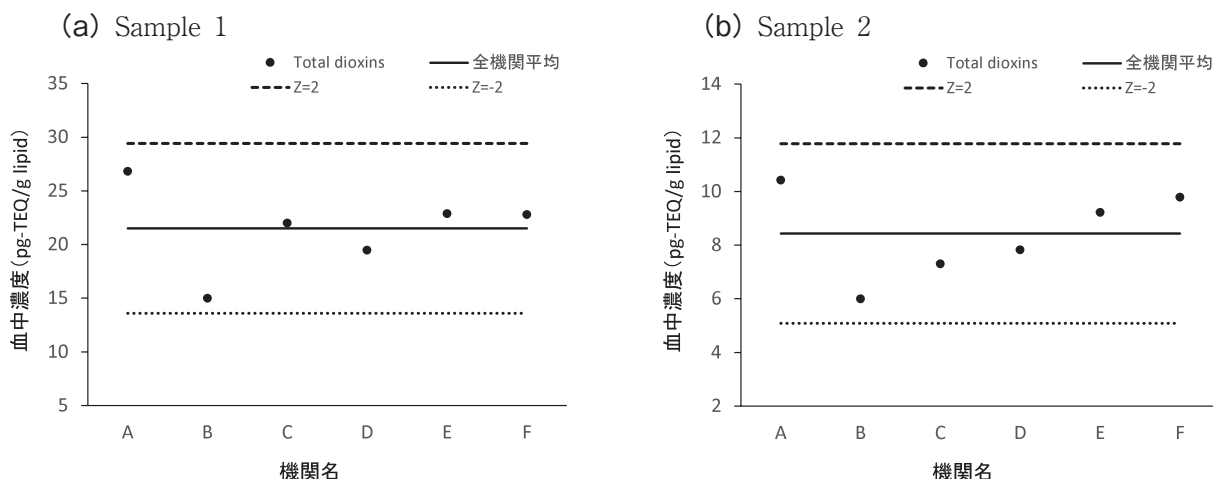 (a) Sample 1
● Total dioxins 全機関平均
Z=2 Z=-2
血中濃度(pg-TEQ/g lipid)
35
30
25
20
15
10
5
A B C D E F
機関名
(b) Sample 2
● Total dioxins 全機関平均
Z=2 Z=-2
血中濃度(pg-TEQ/g lipid)
14
12
10
8
6
4
2
A B C D E F
機関名